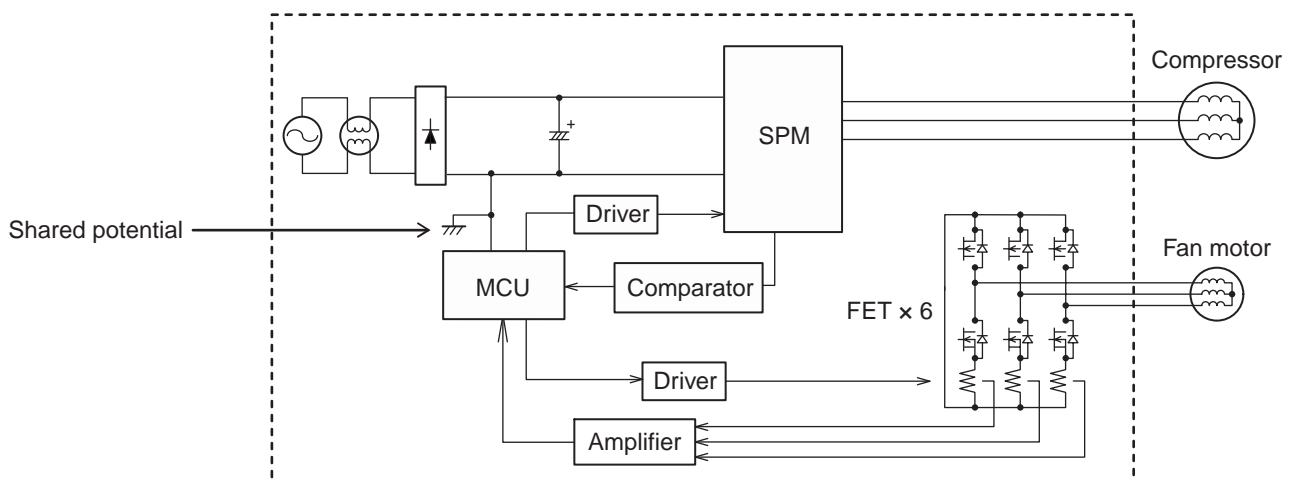 Compressor
SPM
+
Driver
Shared potential
Fan motor
MCU
Comparator
FET × 6
Driver
Amplifier